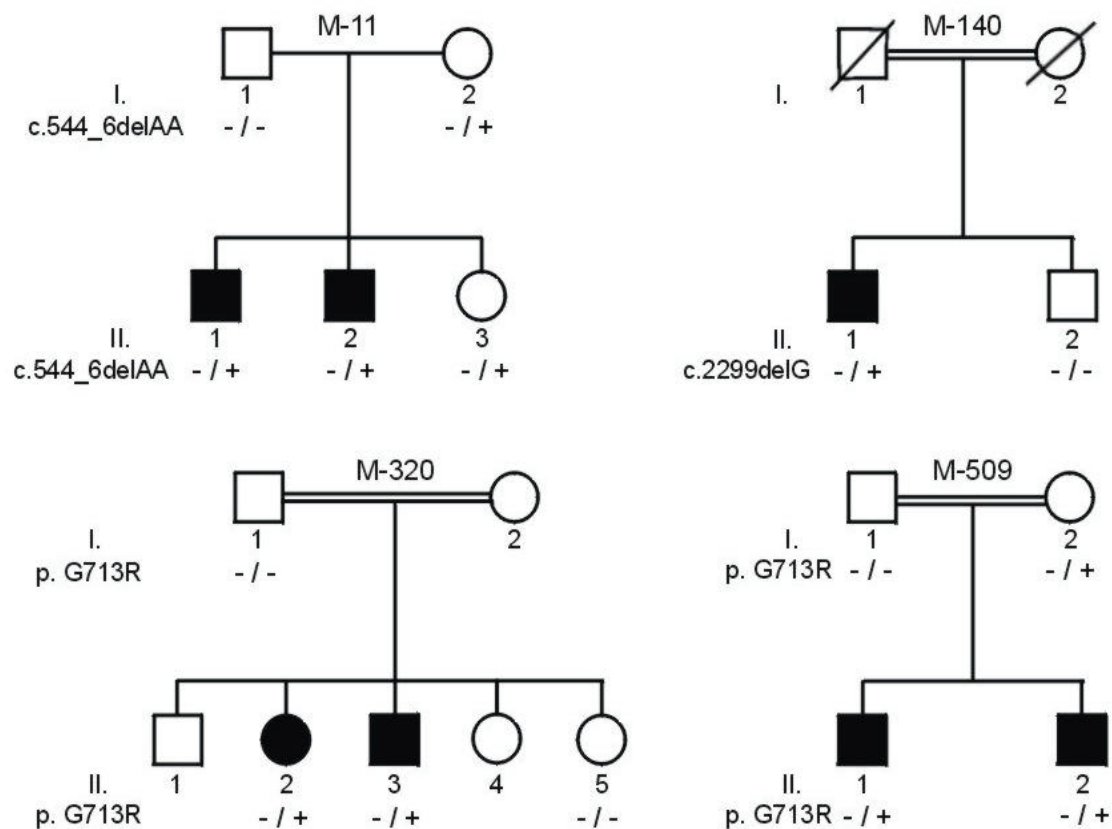 M-11
I.
1 2
c.544_6delAA - / - - / +
II.
1 2 3
c.544_6delAA - / + - / + - / +
M-140
I.
1 2
II.
1 2
c.2299delG - / + - / -
M-320
I.
1 2
p. G713R - / -
II.
1 2 3 4 5
p. G713R - / + - / + - / -
M-509
I.
1 2
p. G713R - / - - / +
II.
1 2
p. G713R - / + - / +